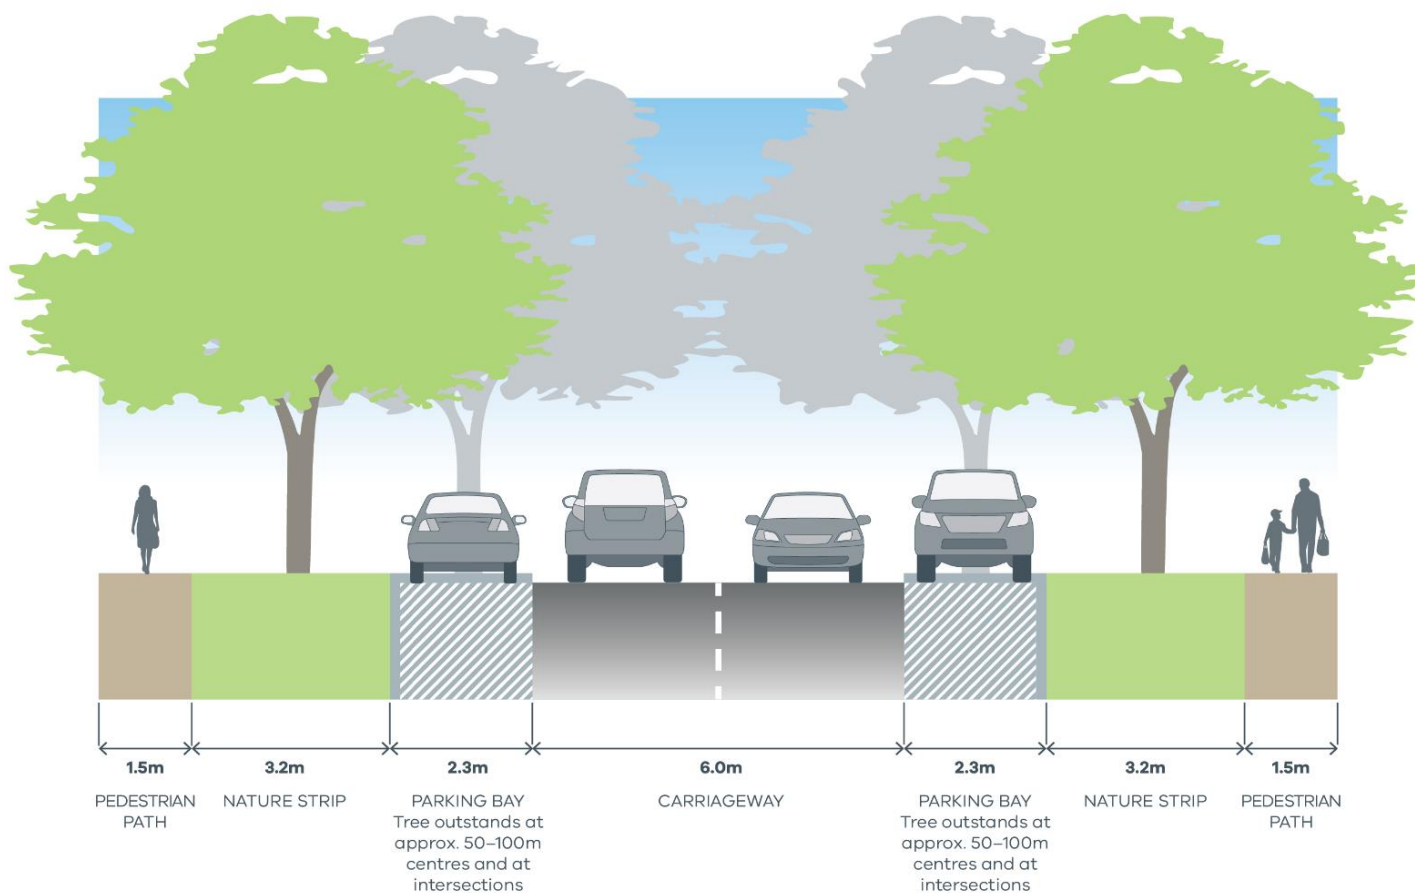 1.5m
3.2m
2.3m
6.0m
2.3m
3.2m
1.5m
PEDESTRIAN
PATH
NATURE STRIP
PARKING BAY
Tree outstands at
approx. 50–100m
centres and at
intersections
CARRIAGEWAY
PARKING BAY
Tree outstands at
approx. 50–100m
centres and at
intersections
NATURE STRIP
PEDESTRIAN
PATH